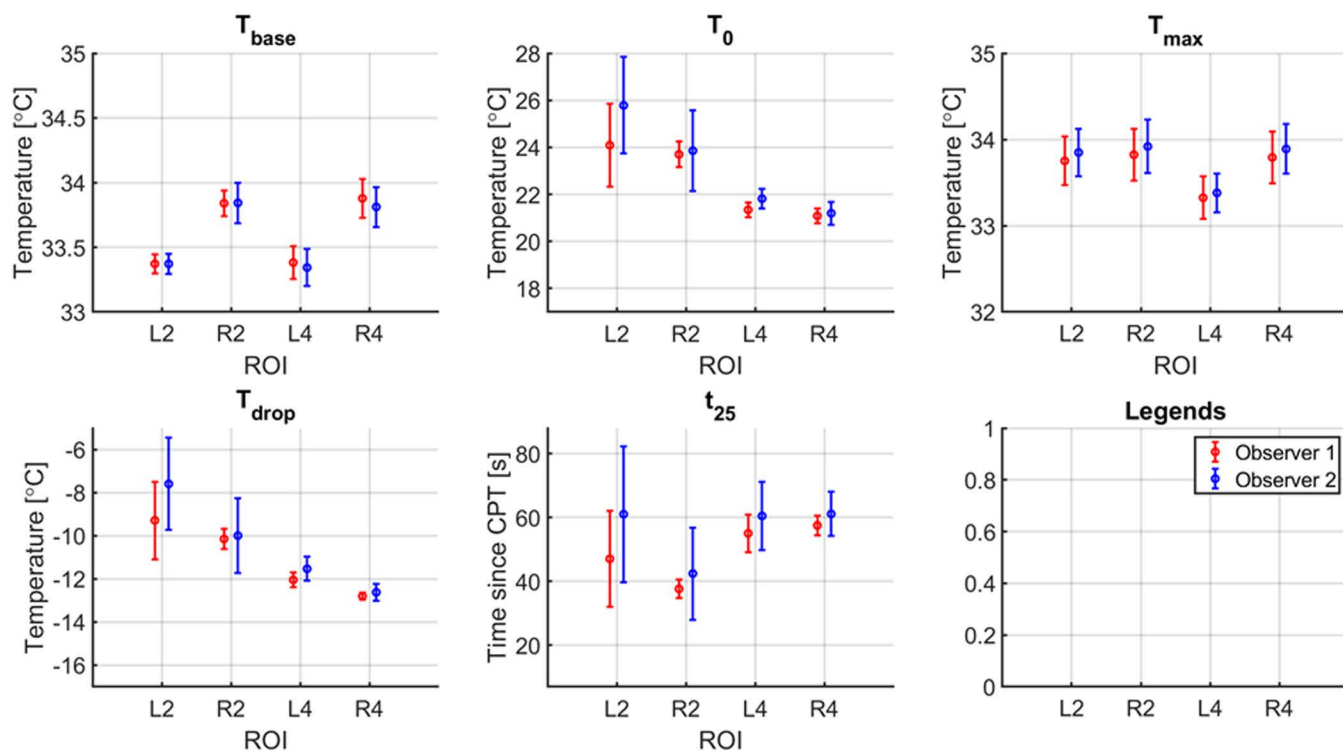 T_base
Temperature [°C]
35
34.5
34
33.5
33
L2 R2 L4 R4
ROI
T_0
Temperature [°C]
28
26
24
22
20
18
L2 R2 L4 R4
ROI
T_max
Temperature [°C]
35
34
33
32
L2 R2 L4 R4
ROI
T_drop
Temperature [°C]
-6
-8
-10
-12
-14
-16
L2 R2 L4 R4
ROI
t_25
Time since CPT [s]
80
60
40
20
L2 R2 L4 R4
ROI
Legends
1
0.8
0.6
0.4
0.2
0
Observer 1
Observer 2